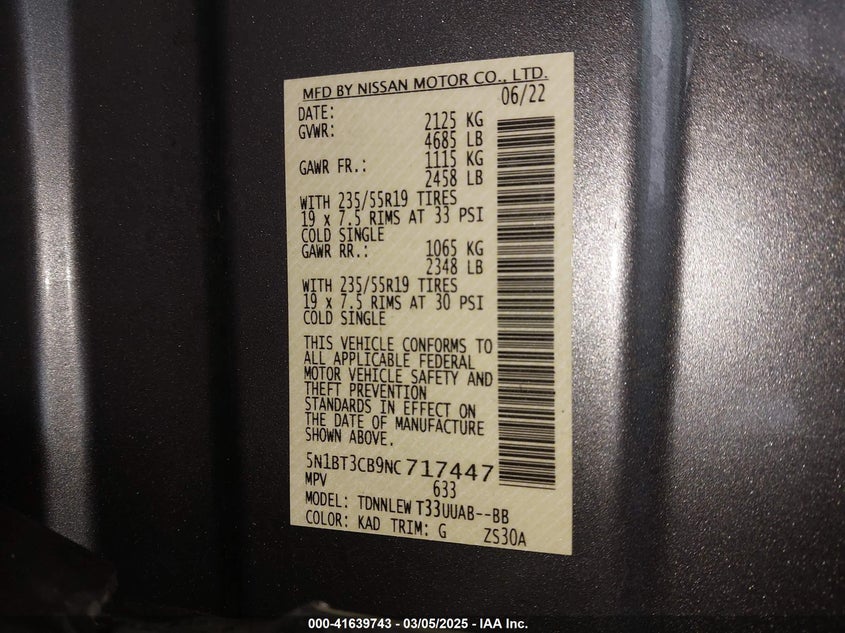 MFD BY NISSAN MOTOR CO., LTD.
DATE: 06/22
GVWR: 2125 KG
4685 LB
GAWR FR.: 1115 KG
2458 LB
WITH 235/55R19 TIRES
19 x 7.5 RIMS AT 33 PSI
COLD SINGLE
GAWR RR.: 1065 KG
2348 LB
WITH 235/55R19 TIRES
19 x 7.5 RIMS AT 30 PSI
COLD SINGLE
THIS VEHICLE CONFORMS TO
ALL APPLICABLE FEDERAL
MOTOR VEHICLE SAFETY AND
THEFT PREVENTION
STANDARDS IN EFFECT ON
THE DATE OF MANUFACTURE
SHOWN ABOVE.
5N1BT3CB9NC717447
MPV 633
MODEL: TDNNLEW T33UUAB--BB
COLOR: KAD TRIM: G ZS30A
000-41639743 - 03/05/2025 - IAA Inc.